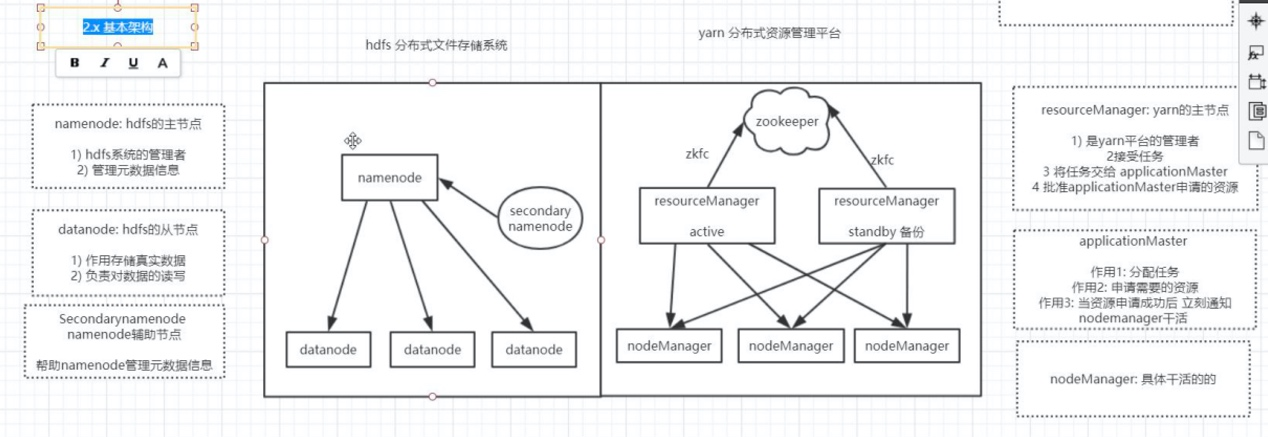 2.x 基本架构
B I U A
hdfs 分布式文件存储系统
yarn 分布式资源管理平台
namenode: hdfs的主节点
1) hdfs系统的管理者
2) 管理元数据信息
datanode: hdfs的从节点
1) 作用存储真实数据
2) 负责对数据的读写
Secondarynamenode
namenode辅助节点
帮助namenode管理元数据信息
namenode
secondary
namenode
datanode
datanode
datanode
zookeeper
zkfc
zkfc
resourceManager
active
resourceManager
standby 备份
nodeManager
nodeManager
nodeManager
resourceManager: yarn的主节点
1) 是yarn平台的管理者
2接受任务
3 将任务交给 applicationMaster
4 批准applicationMaster申请的资源
applicationMaster
作用1: 分配任务
作用2: 申请需要的资源
作用3: 当资源申请成功后 立刻通知
nodemanager干活
nodeManager: 具体干活的的